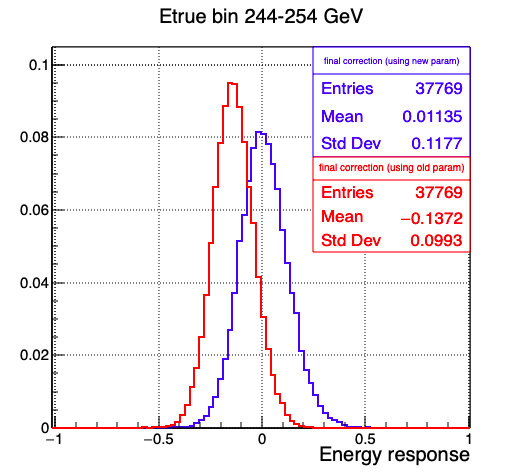 Etrue bin 244-254 GeV
final correction (using new param)
Entries 37769
Mean 0.01135
Std Dev 0.1177
final correction (using old param)
Entries 37769
Mean −0.1372
Std Dev 0.0993
0.1
0.08
0.06
0.04
0.02
0
−1 −0.5 0 0.5 1
Energy response